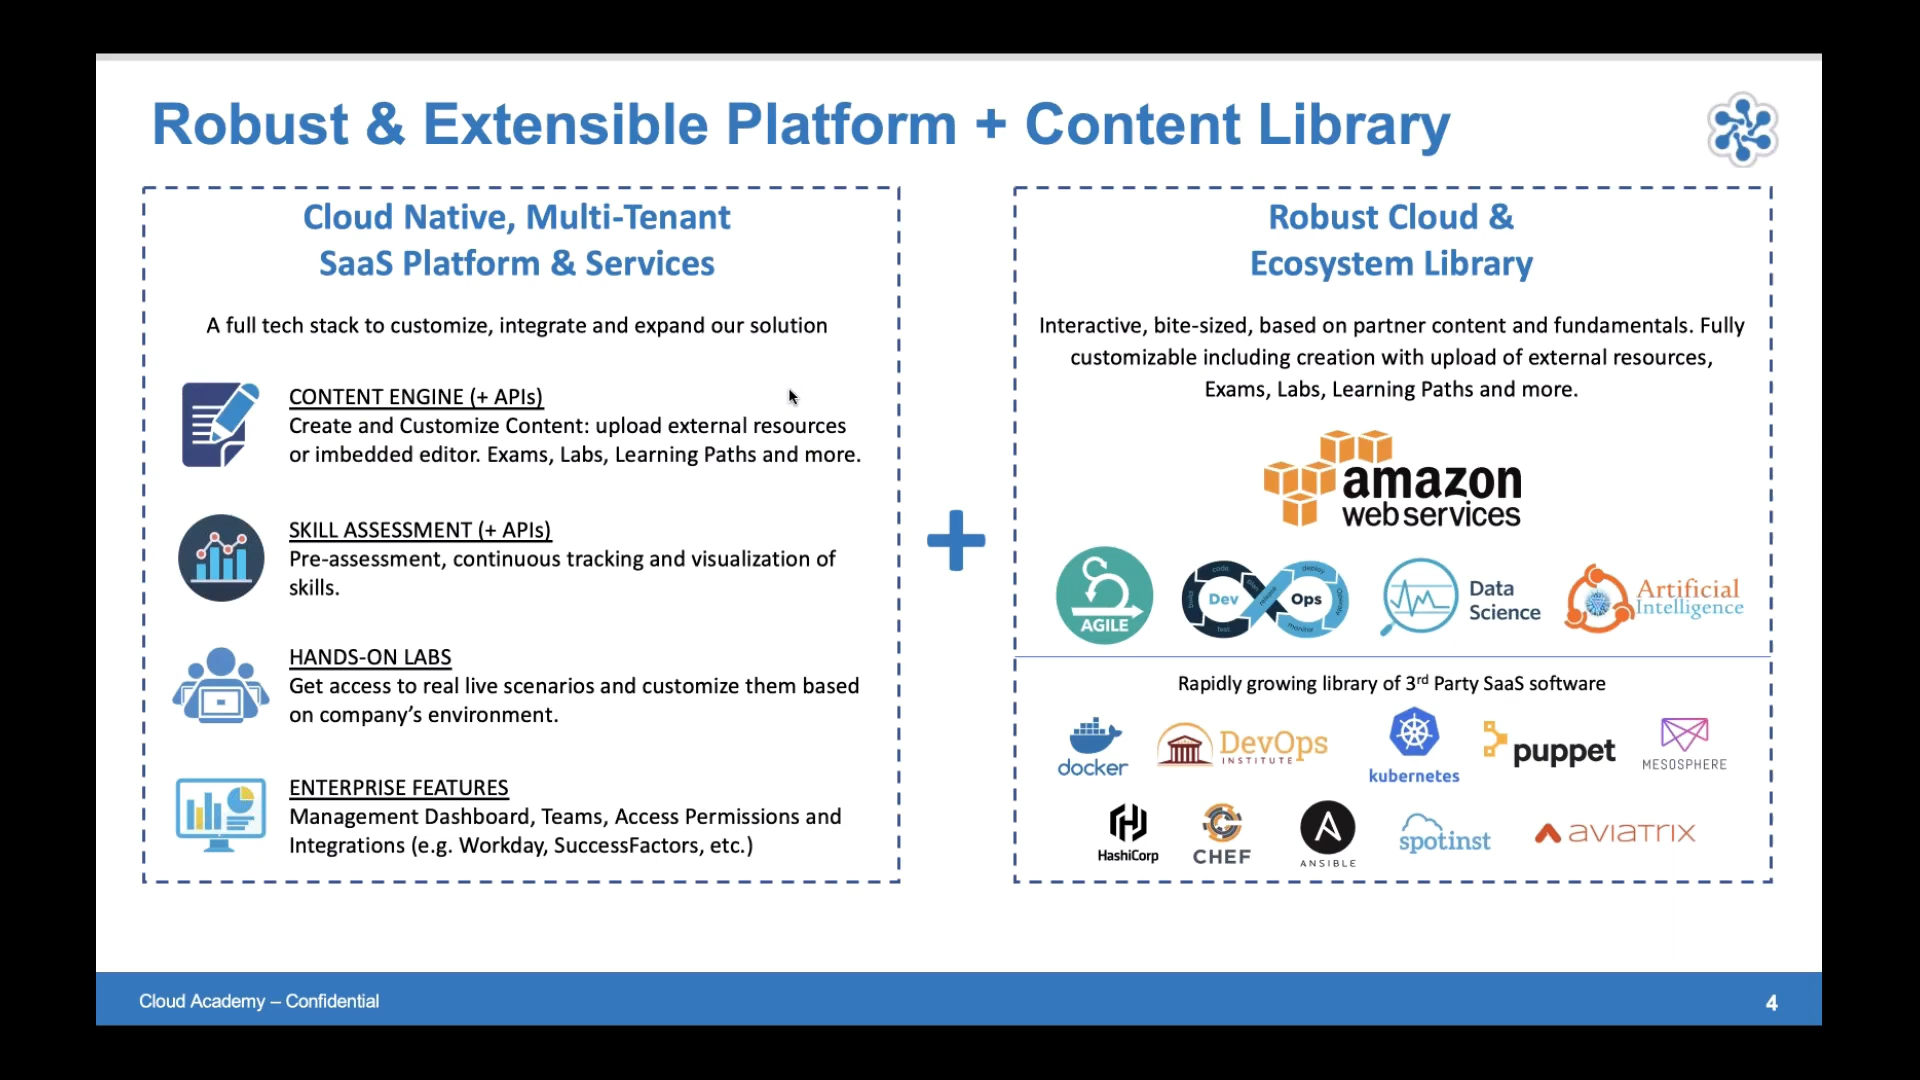 Robust & Extensible Platform + Content Library
Cloud Native, Multi-Tenant
SaaS Platform & Services
A full tech stack to customize, integrate and expand our solution
CONTENT ENGINE (+ APIs)
Create and Customize Content: upload external resources
or imbedded editor. Exams, Labs, Learning Paths and more.
SKILL ASSESSMENT (+ APIs)
Pre-assessment, continuous tracking and visualization of
skills.
HANDS-ON LABS
Get access to real live scenarios and customize them based
on company's environment.
ENTERPRISE FEATURES
Management Dashboard, Teams, Access Permissions and
Integrations (e.g. Workday, SuccessFactors, etc.)
Robust Cloud &
Ecosystem Library
Interactive, bite-sized, based on partner content and fundamentals. Fully
customizable including creation with upload of external resources,
Exams, Labs, Learning Paths and more.
amazon
web services
AGILE
code
build
test
plan
release
deploy
operate
monitor
Dev Ops
Data
Science
Artificial
Intelligence
Rapidly growing library of 3rd Party SaaS software
docker
DevOps
INSTITUTE
kubernetes
puppet
MESOSPHERE
HashiCorp
CHEF
ANSIBLE
spotinst
AVIATRIX
Cloud Academy – Confidential
4